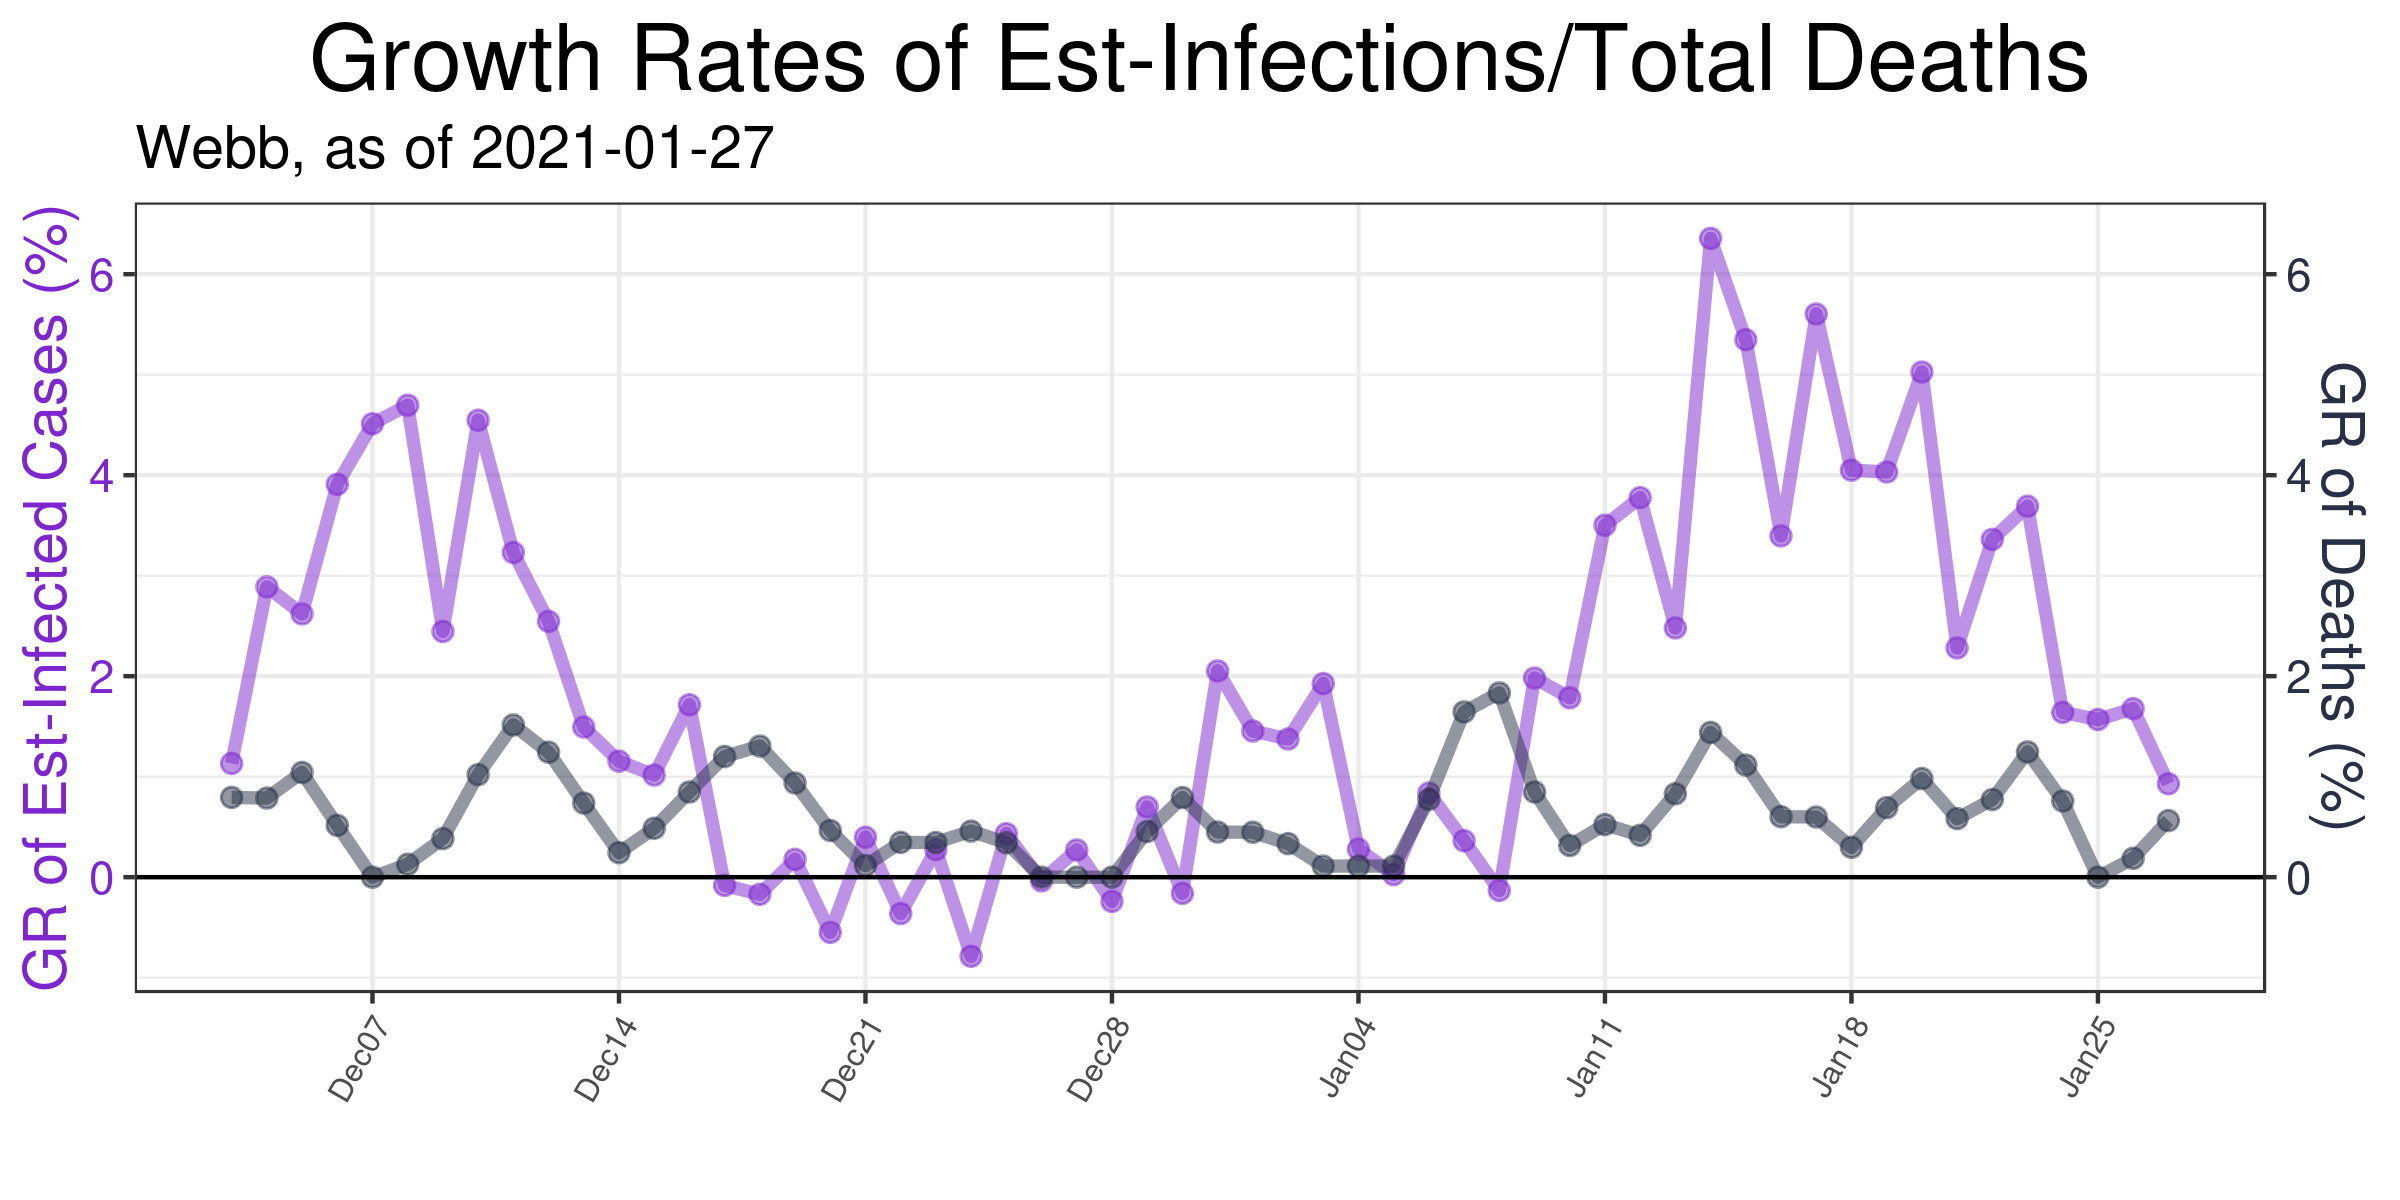 Growth Rates of Est-Infections/Total Deaths
Webb, as of 2021-01-27
GR of Est-Infected Cases (%)
6
4
2
0
6
4
2
0
GR of Deaths (%)
Dec07
Dec14
Dec21
Dec28
Jan04
Jan11
Jan18
Jan25